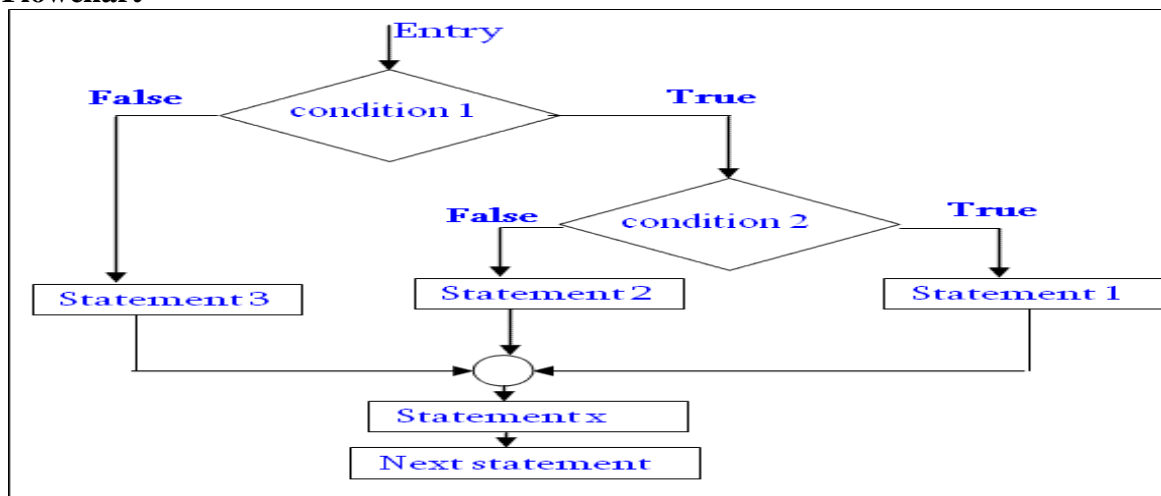 Flowchart
Entry
False
True
condition 1
False
True
condition 2
Statement 3
Statement 2
Statement 1
Statement x
Next statement